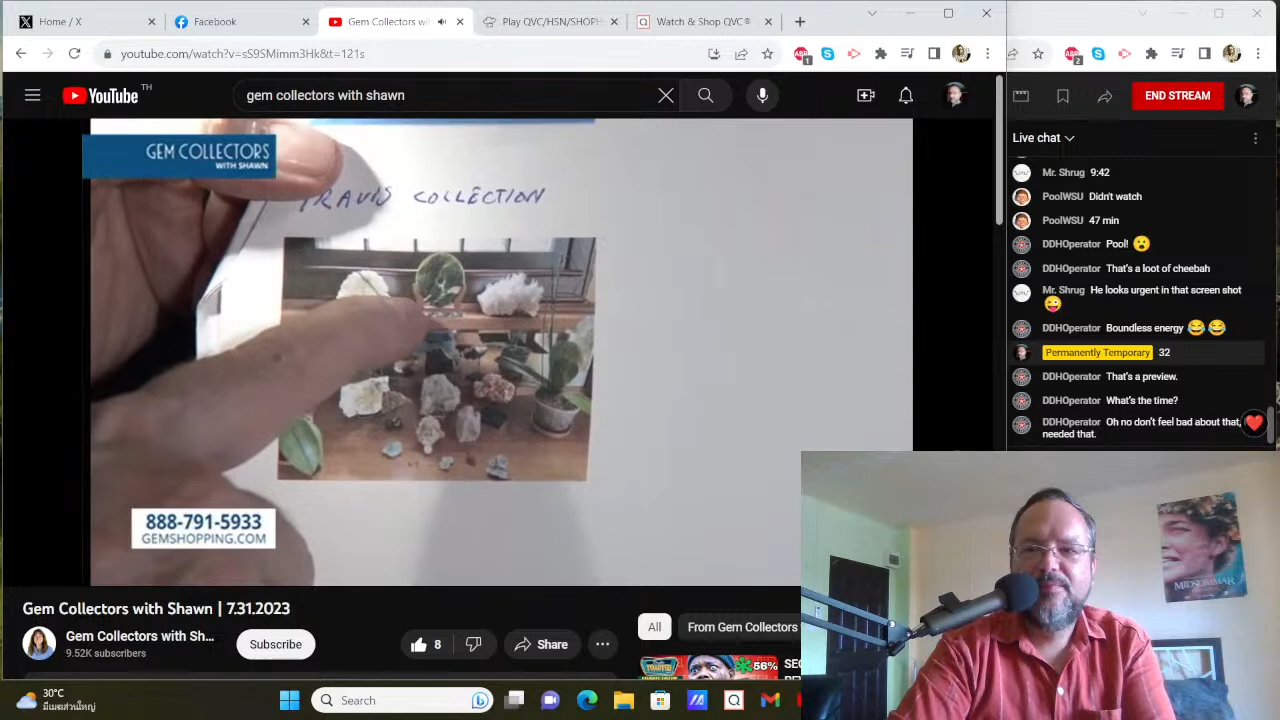 X Home / X
Facebook
Gem Collectors wi
Play QVC/HSN/SHOPH
Watch & Shop QVC®
youtube.com/watch?v=sS9SMimm3Hk&t=121s
YouTube TH
gem collectors with shawn
END STREAM
Live chat
GEM COLLECTORS
WITH SHAWN
TRAVIS COLLECTION
888-791-5933
GEMSHOPPING.COM
Mr. Shrug 9:42
PoolWSU Didn't watch
PoolWSU 47 min
DDHOperator Pool! 😮
DDHOperator That's a loot of cheebah
Mr. Shrug He looks urgent in that screen shot
😜
DDHOperator Boundless energy 😂😂
Permanently Temporary 32
DDHOperator That's a preview.
DDHOperator What's the time?
DDHOperator Oh no don't feel bad about that,
needed that.
MIDSOMMAR
Gem Collectors with Shawn | 7.31.2023
Gem Collectors with Sh...
9.52K subscribers
Subscribe
8
Share
All
From Gem Collectors
56%
30°C
Search